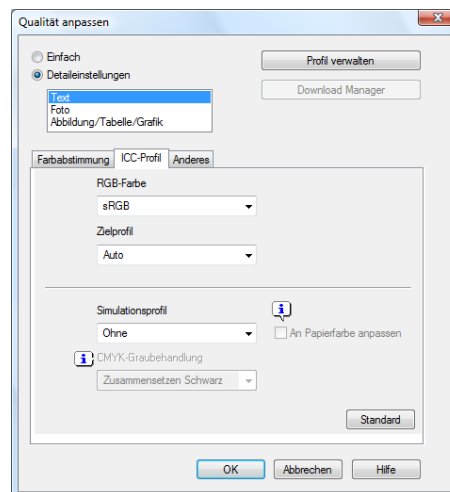 Qualität anpassen
Einfach
Profil verwalten
Detaileinstellungen
Download Manager
Text
Foto
Abbildung/Tabelle/Grafik
Farbabstimmung ICC-Profil Anderes
RGB-Farbe
sRGB
Zielprofil
Auto
Simulationsprofil
Ohne
An Papierfarbe anpassen
CMYK-Graubehandlung
Zusammensetzen Schwarz
Standard
OK Abbrechen Hilfe